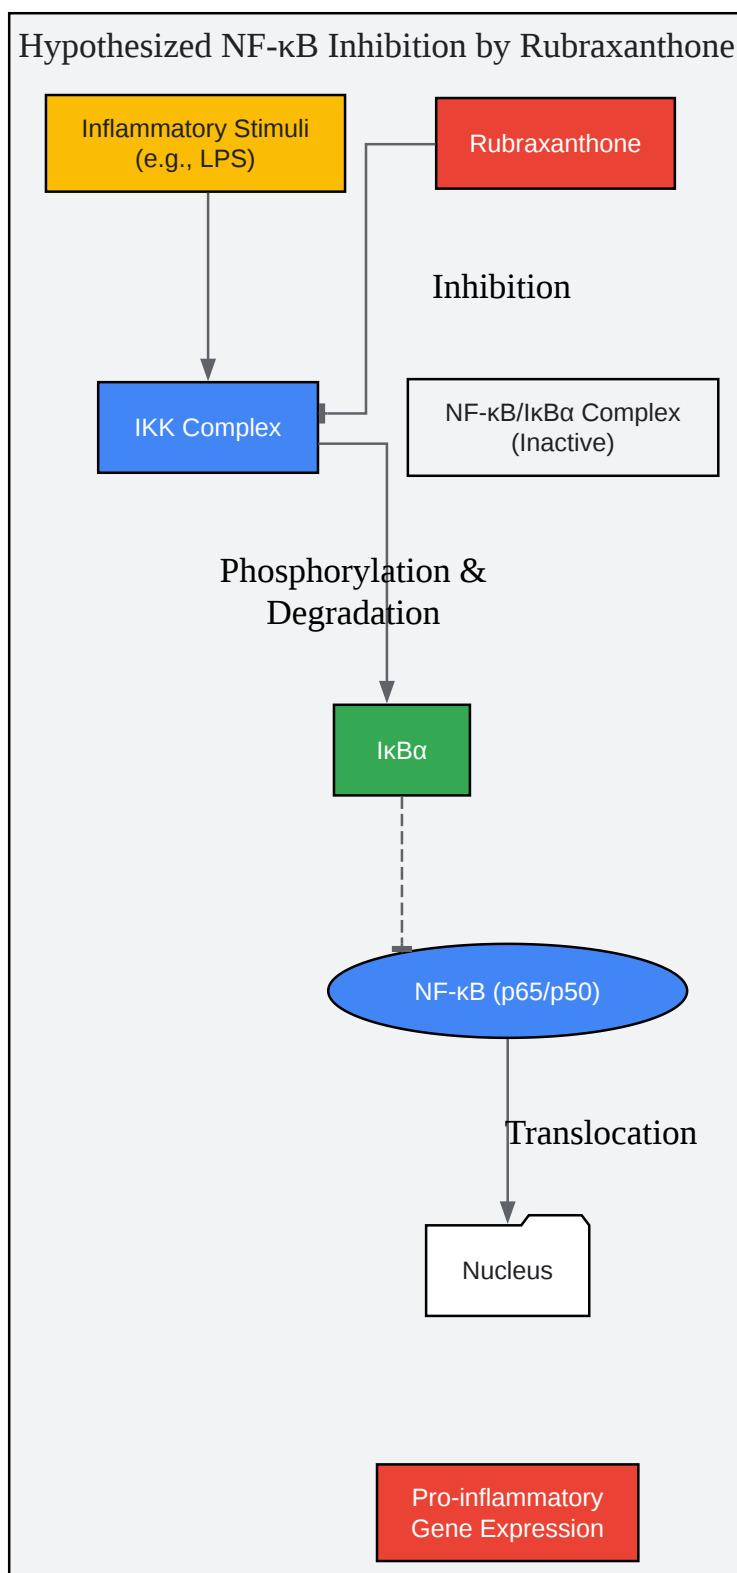 Hypothesized NF-κB Inhibition by Rubraxanthone
Inflammatory Stimuli
(e.g., LPS)
Rubraxanthone
Inhibition
IKK Complex
NF-κB/IκBα Complex
(Inactive)
Phosphorylation &
Degradation
IκBα
NF-κB (p65/p50)
Translocation
Nucleus
Pro-inflammatory
Gene Expression